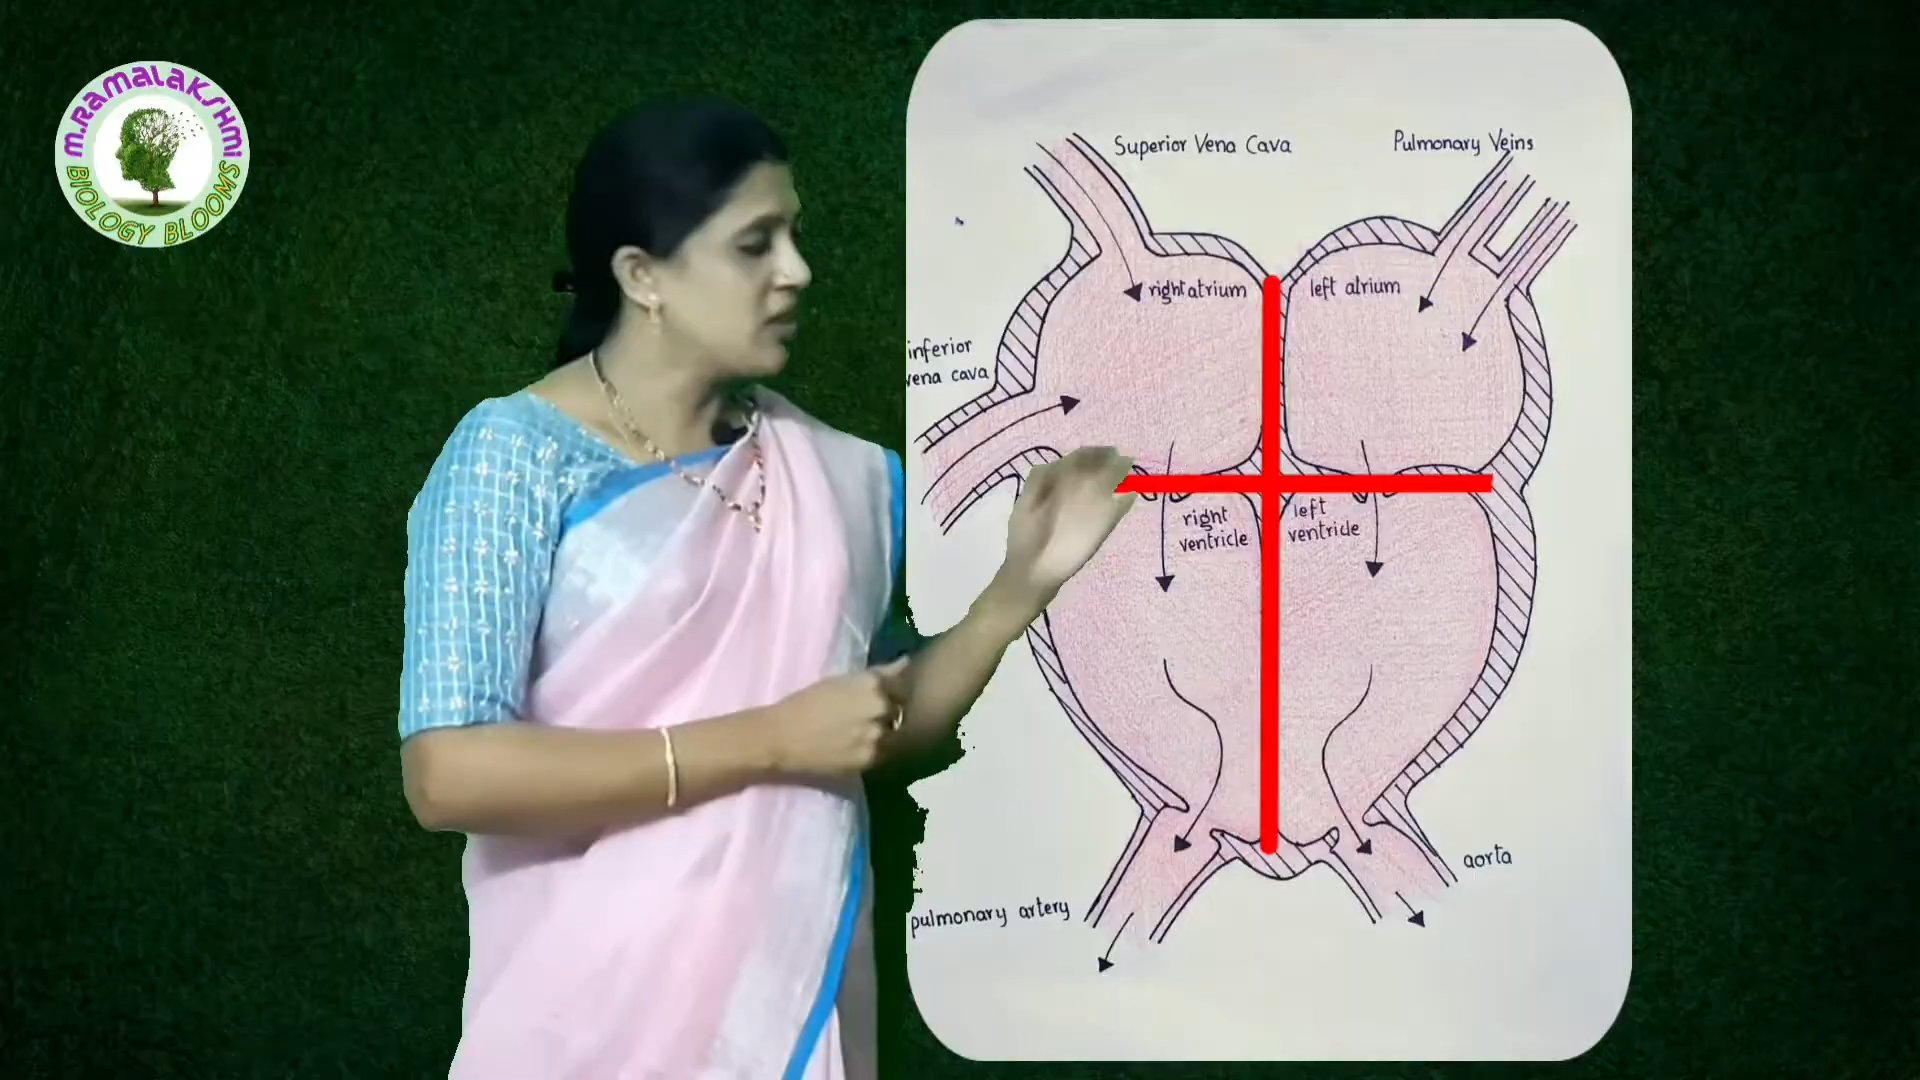 M.RAMALAKSHMI
BIOLOGY BLOOMS
Superior Vena Cava
Pulmonary Veins
right atrium
left atrium
inferior
vena cava
right
ventricle
left
ventricle
aorta
pulmonary artery